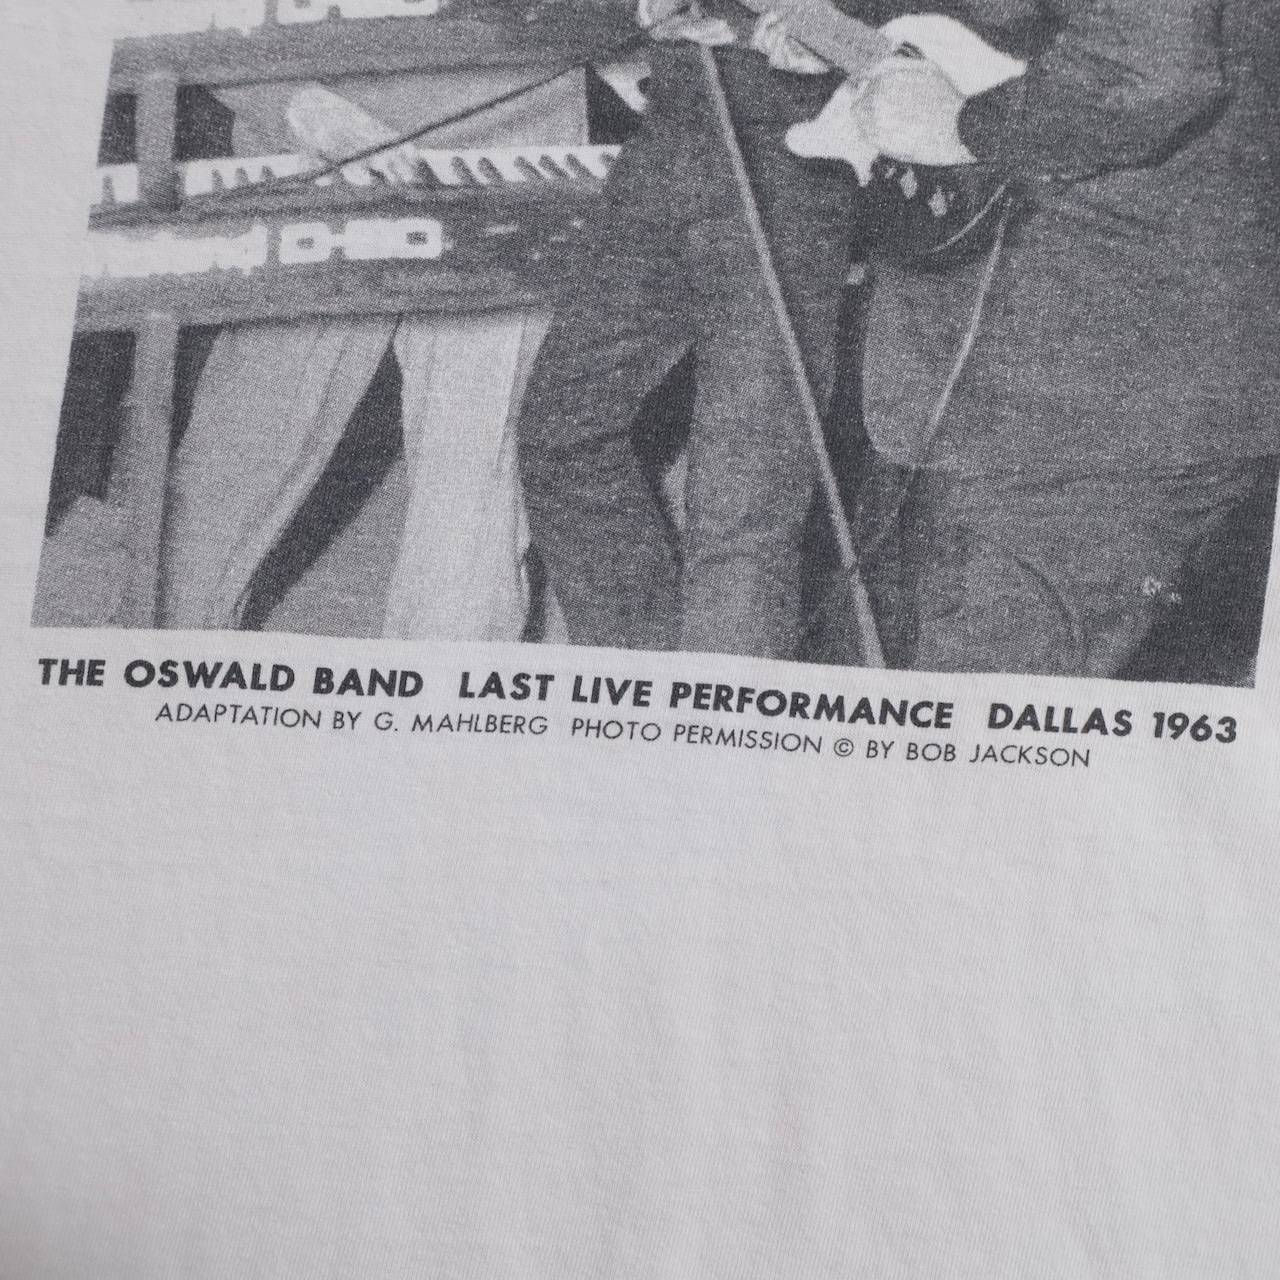 THE OSWALD BAND LAST LIVE PERFORMANCE DALLAS 1963
ADAPTATION BY G. MAHLBERG PHOTO PERMISSION © BY BOB JACKSON